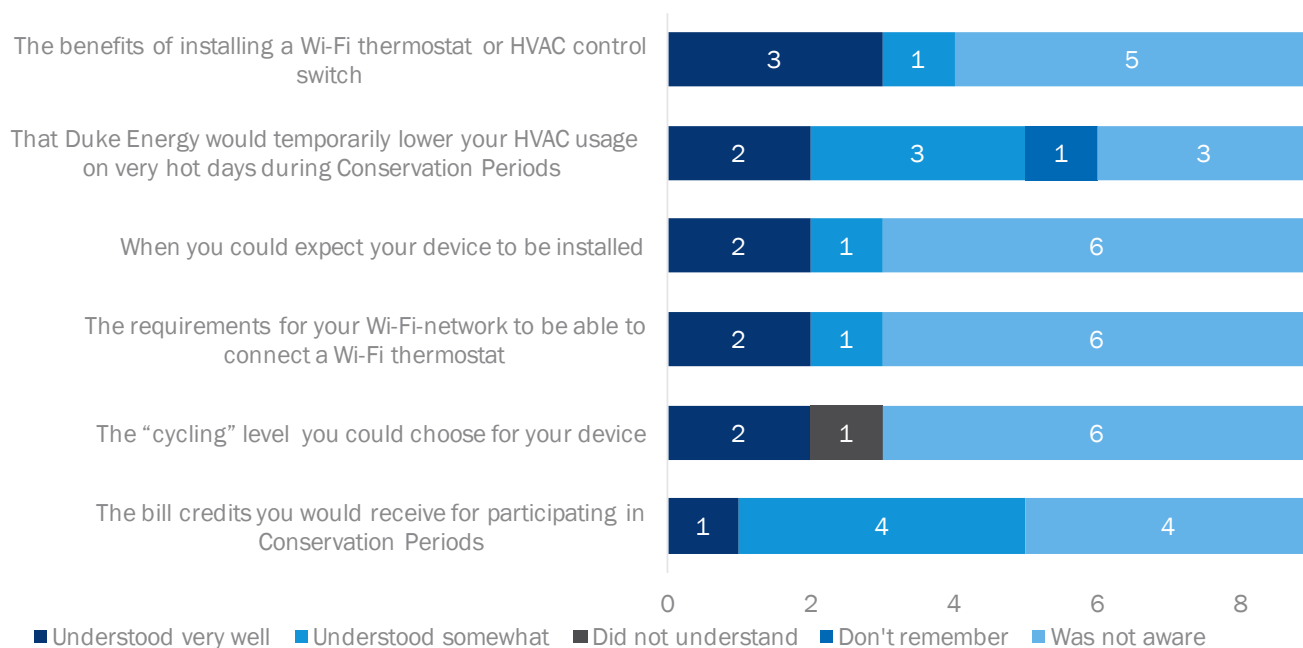 The benefits of installing a Wi-Fi thermostat or HVAC control
switch
3 1 5
That Duke Energy would temporarily lower your HVAC usage
on very hot days during Conservation Periods
2 3 1 3
When you could expect your device to be installed
2 1 6
The requirements for your Wi-Fi-network to be able to
connect a Wi-Fi thermostat
2 1 6
The “cycling” level you could choose for your device
2 1 6
The bill credits you would receive for participating in
Conservation Periods
1 4 4
0 2 4 6 8
Understood very well Understood somewhat Did not understand Don't remember Was not aware